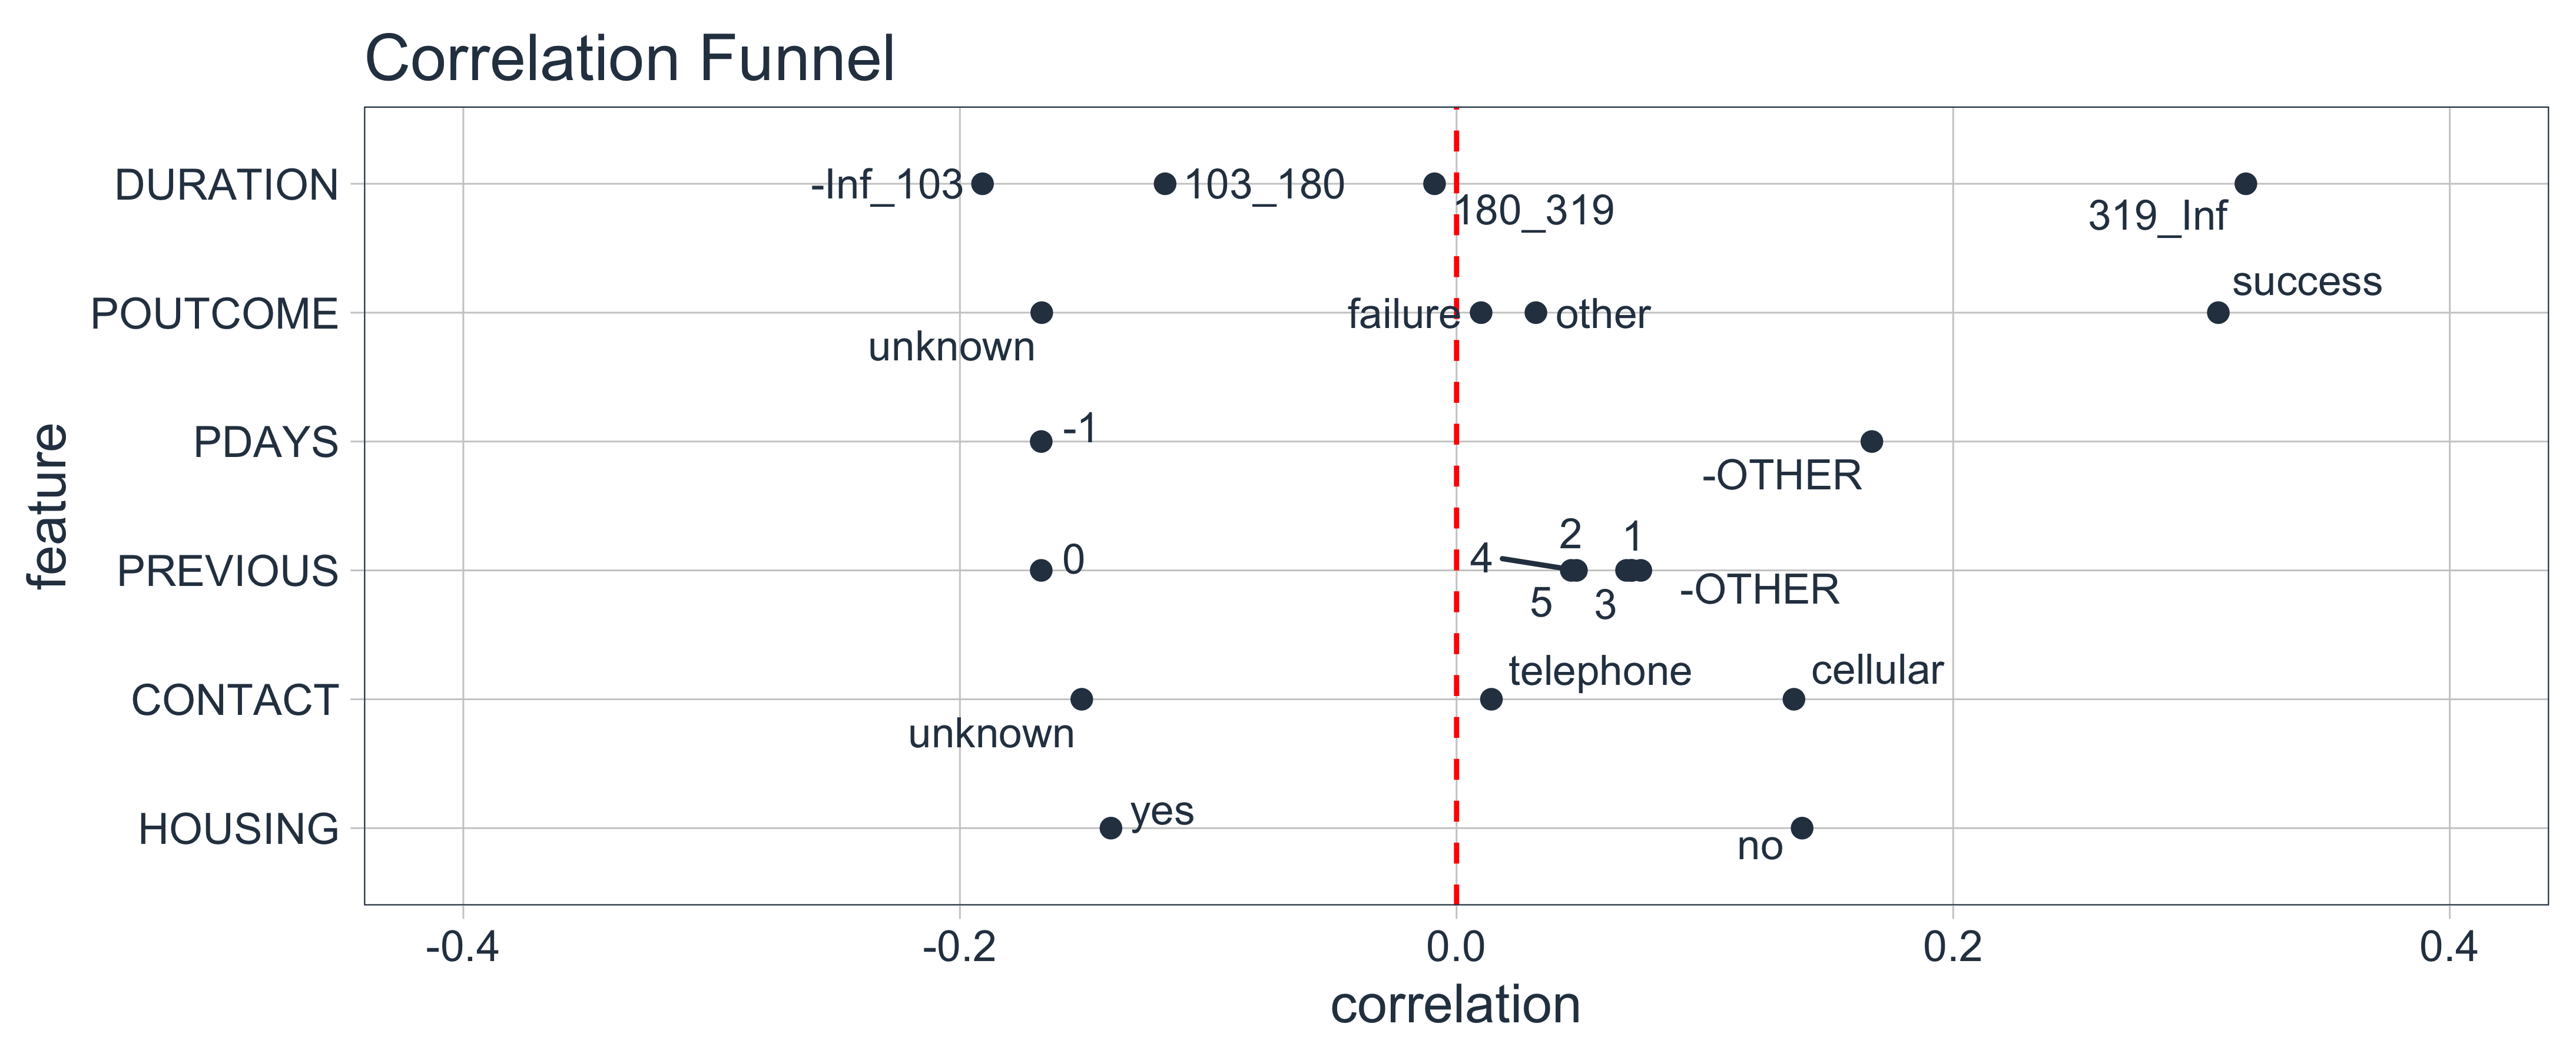 Correlation Funnel
feature
DURATION
-Inf_103
103_180
180_319
319_Inf
POUTCOME
unknown
failure
other
success
PDAYS
-1
-OTHER
PREVIOUS
0
4
2
1
5
3
-OTHER
CONTACT
unknown
telephone
cellular
HOUSING
yes
no
-0.4
-0.2
0.0
0.2
0.4
correlation